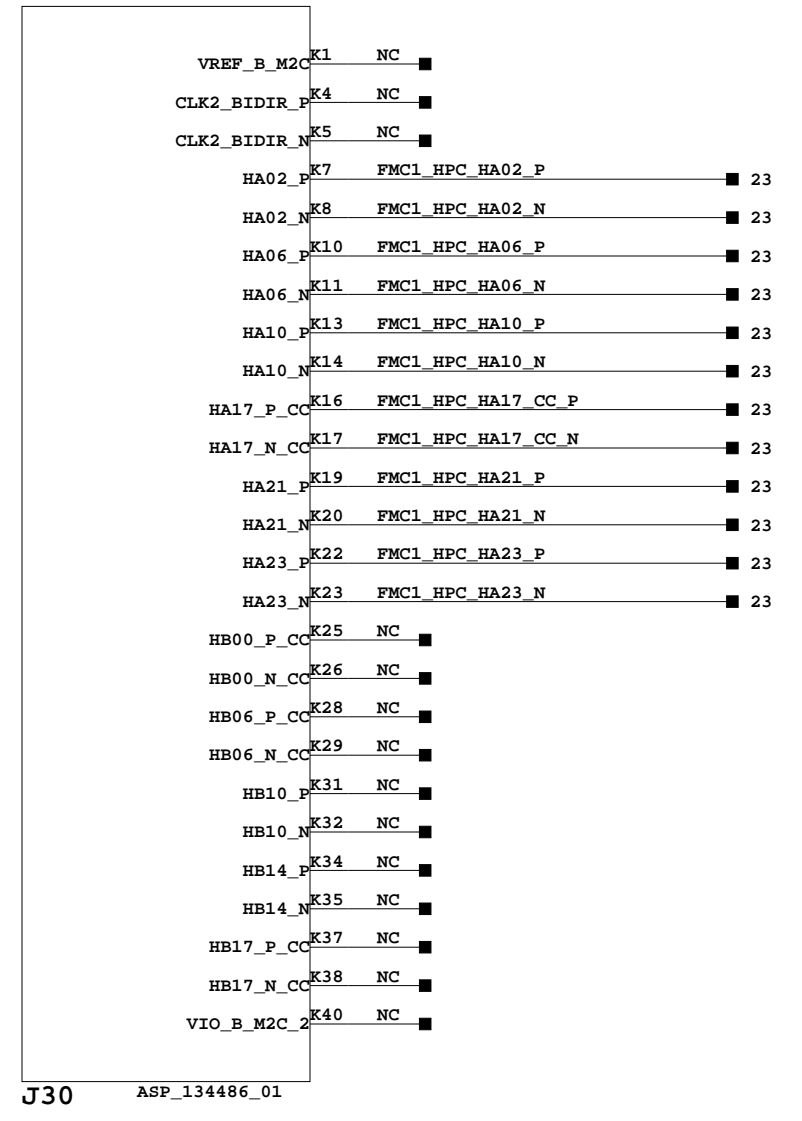 VREF_B_M2C K1 NC
CLK2_BIDIR_P K4 NC
CLK2_BIDIR_N K5 NC
HA02_P K7 FMC1_HPC_HA02_P 23
HA02_N K8 FMC1_HPC_HA02_N 23
HA06_P K10 FMC1_HPC_HA06_P 23
HA06_N K11 FMC1_HPC_HA06_N 23
HA10_P K13 FMC1_HPC_HA10_P 23
HA10_N K14 FMC1_HPC_HA10_N 23
HA17_P_CC K16 FMC1_HPC_HA17_CC_P 23
HA17_N_CC K17 FMC1_HPC_HA17_CC_N 23
HA21_P K19 FMC1_HPC_HA21_P 23
HA21_N K20 FMC1_HPC_HA21_N 23
HA23_P K22 FMC1_HPC_HA23_P 23
HA23_N K23 FMC1_HPC_HA23_N 23
HB00_P_CC K25 NC
HB00_N_CC K26 NC
HB06_P_CC K28 NC
HB06_N_CC K29 NC
HB10_P K31 NC
HB10_N K32 NC
HB14_P K34 NC
HB14_N K35 NC
HB17_P_CC K37 NC
HB17_N_CC K38 NC
VIO_B_M2C_2 K40 NC
J30 ASP_134486_01